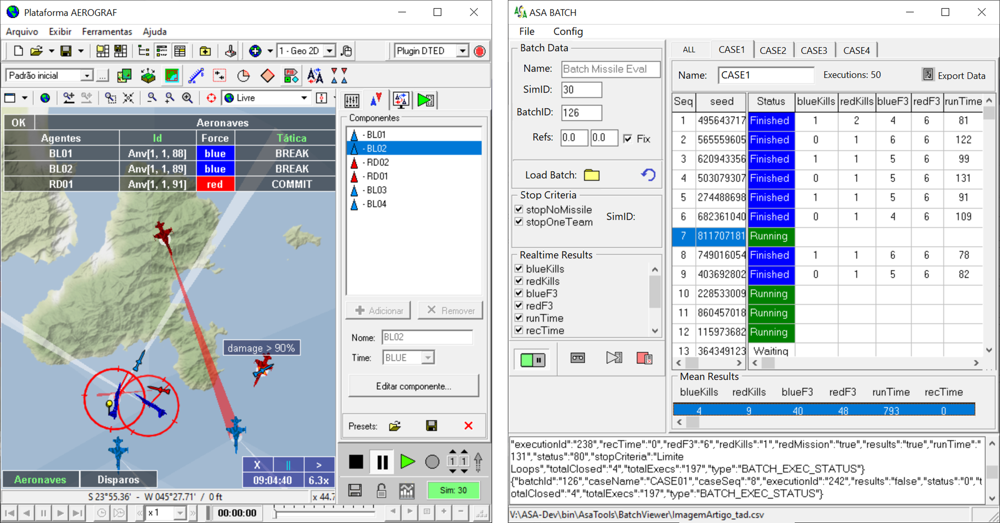 Plataforma AEROGRAF
Arquivo Exibir Ferramentas Ajuda
1 - Geo 2D Plugin DTED
Padrão inicial ... PIB
Livre
OK Aeronaves
Agentes Id Force Tática
BL01 Anv[1, 1, 88] blue BREAK
BL02 Anv[1, 1, 89] blue BREAK
RD01 Anv[1, 1, 91] red COMMIT
damage > 90%
X || >
09:04:40 6.3x
Aeronaves Disparos
S 23°55.36' - W 045°27.71' / 0 ft x 44.7
Componentes
- BL01
- BL02
- RD02
- RD01
- BL03
- BL04
Adicionar Remover
Nome: BL02
Time: BLUE
Editar componente...
Presets:
1 1
Sim: 30
x 1 00:00:00
ASA BATCH
File Config
Batch Data
Name: Batch Missile Eval
SimID: 30
BatchID: 126
Refs: 0.0 0.0 Fix
Load Batch:
Stop Criteria
stopNoMissile
stopOneTeam
SimID:
Realtime Results
blueKills
redKills
blueF3
redF3
runTime
recTime
ALL CASE1 CASE2 CASE3 CASE4
Name: CASE1 Executions: 50 Export Data
Seq seed Status blueKills redKills blueF3 redF3 runTime
1 495643717 Finished 1 2 4 6 81
2 565559605 Finished 0 1 6 6 122
3 620943356 Finished 1 1 5 6 99
4 503079307 Finished 0 1 5 6 131
5 274488698 Finished 1 1 5 6 91
6 682361040 Finished 0 1 4 6 109
7 811707181 Running
8 749016054 Finished 1 1 6 6 78
9 403692802 Finished 0 1 5 6 82
10 228533009 Running
11 860457018 Running
12 115973682 Running
13 364349123 Waiting
Mean Results
blueKills redKills blueF3 redF3 runTime recTime
4 9 40 48 793 0
"executionId":"238","recTime":"0","redF3":"6","redKills":"1","redMission":"true","results":"true","runTime":"
131","status":"80","stopCriteria":"Limite
Loops","totalClosed":"4","totalExecs":"197","type":"BATCH_EXEC_STATUS"}
{"batchId":"126","caseName":"CASE01","caseSeq":"8","executionId":"242","results":"false","status":"0","t
otalClosed":"4","totalExecs":"197","type":"BATCH_EXEC_STATUS"}
V:\ASA-Dev\bin\AsaTools\BatchViewer\ImagemArtigo_tad.csv